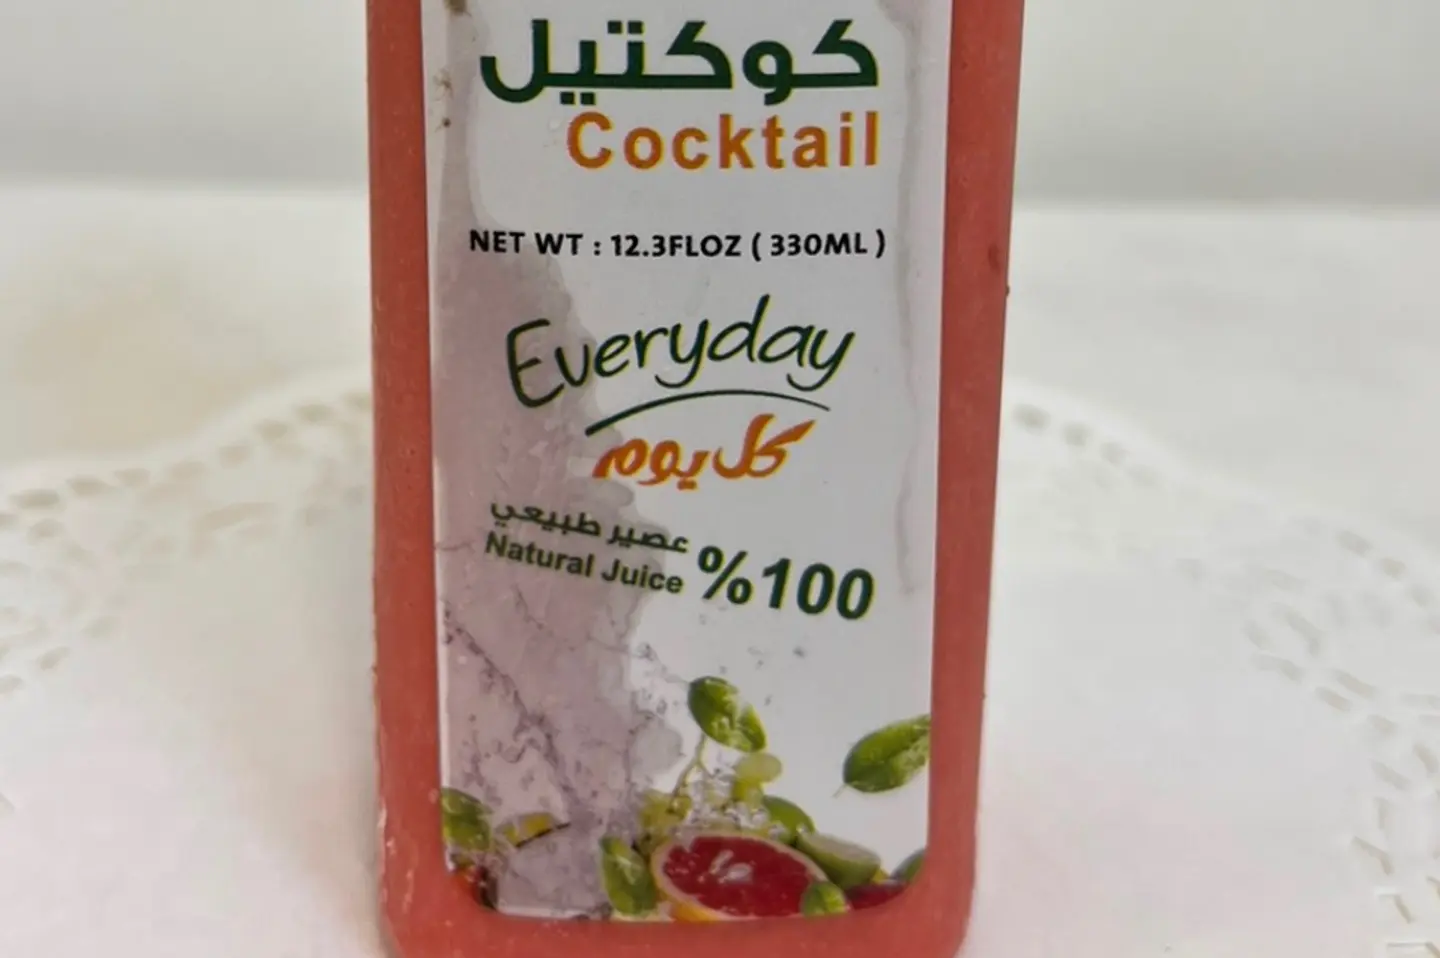 كوكتيل
Cocktail
NET WT : 12.3FLOZ ( 330ML )
Everyday
كل يوم
عصير طبيعي
Natural Juice %100